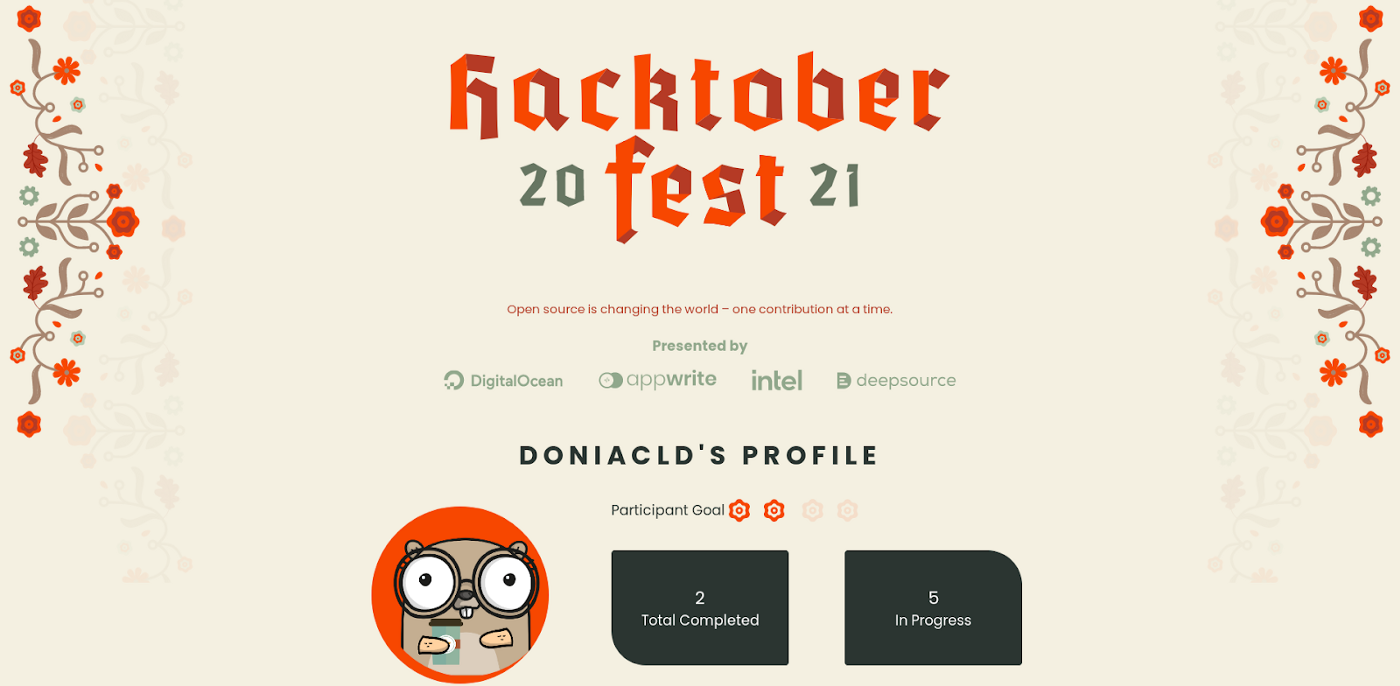 hacktober
20 fest 21
Open source is changing the world – one contribution at a time.
Presented by
DigitalOcean appwrite intel deepsource
DONIACLD'S PROFILE
Participant Goal
2
Total Completed
5
In Progress